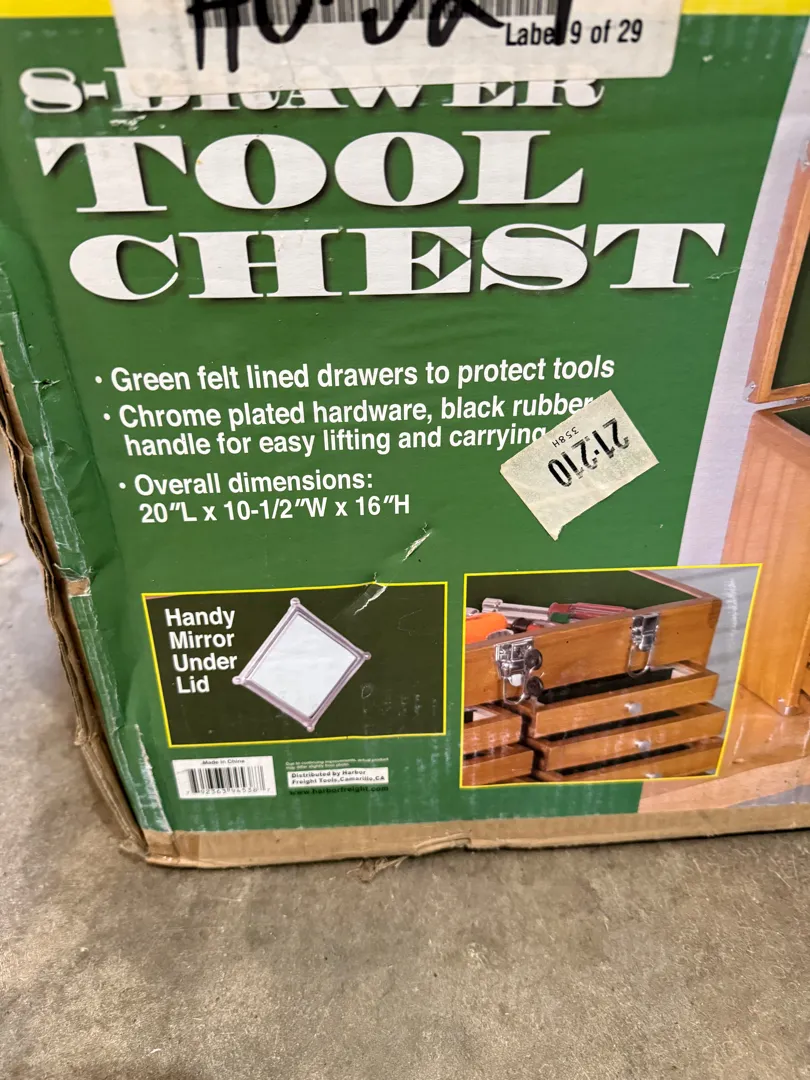 Label 9 of 29
8-DRAWER
TOOL
CHEST
• Green felt lined drawers to protect tools
• Chrome plated hardware, black rubber
handle for easy lifting and carrying
21-210
358H
• Overall dimensions:
20"L x 10-1/2"W x 16"H
Handy
Mirror
Under
Lid
Made in China
Distributed by Harbor
Freight Tools, Camarillo, CA
www.harborfreight.com